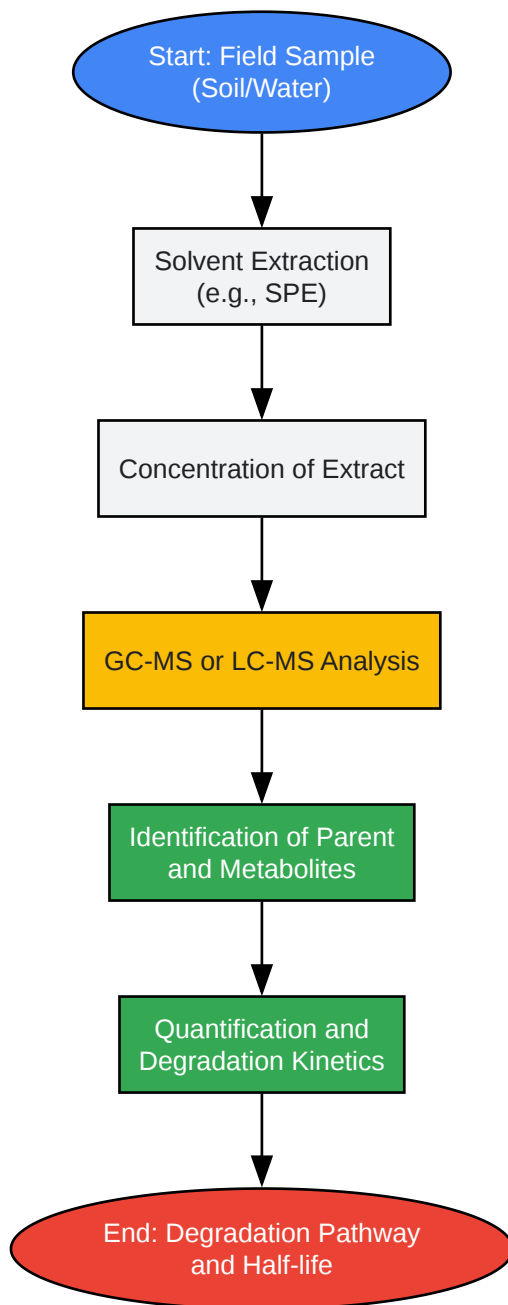 Start: Field Sample
(Soil/Water)
Solvent Extraction
(e.g., SPE)
Concentration of Extract
GC-MS or LC-MS Analysis
Identification of Parent
and Metabolites
Quantification and
Degradation Kinetics
End: Degradation Pathway
and Half-life